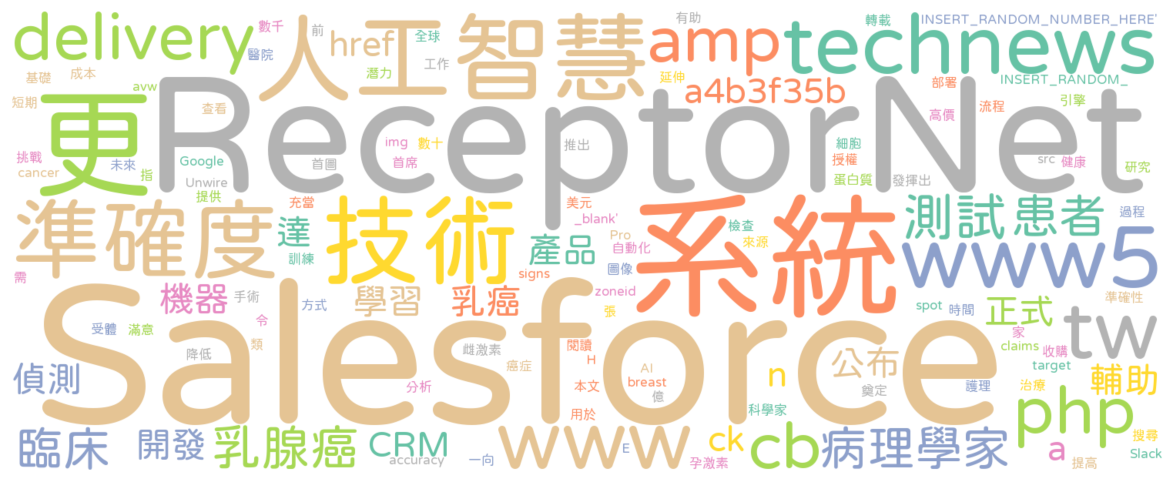 delivery
數千
前
href
全球
有助
amp
轉載
INSERT_RANDOM_NUMBER_HERE'
technews
醫院
人工智慧
工作
潛力
基礎
成本
avw
延伸
a4b3f35b
部署
INSERT_RANDOM_
短期
更
ReceptorNet
查看
高價
流程
引擎
挑戰
cancer
未來
指
Google
Unwire
提供
首圖
img
數十
首席
推出
細胞
授權
蛋白質
發揮出
src
健康
研究
準確度
充當
達
訓練
技術
美元
_blank'
Pro
自動化
產品
圖像
系統
檢查
來源
測試
患者
過程
www5
需
機器
手術
令
方式
學習
乳癌
signs
zoneid
張
spot
時間
正式
準確性
tw
受體
滿意
降低
類
Salesforce
雌激素
癌症
閱讀
H
家
claims
收購
target
偵測
分析
本文
AI
breast
億
公布
奠定
n
護理
治療
輔助
用於
科學家
php
臨床
開發
乳腺癌
CRM
accuracy
一向
www
E
孕激素
ck
cb
病理學家
a
提高
搜尋
Slack